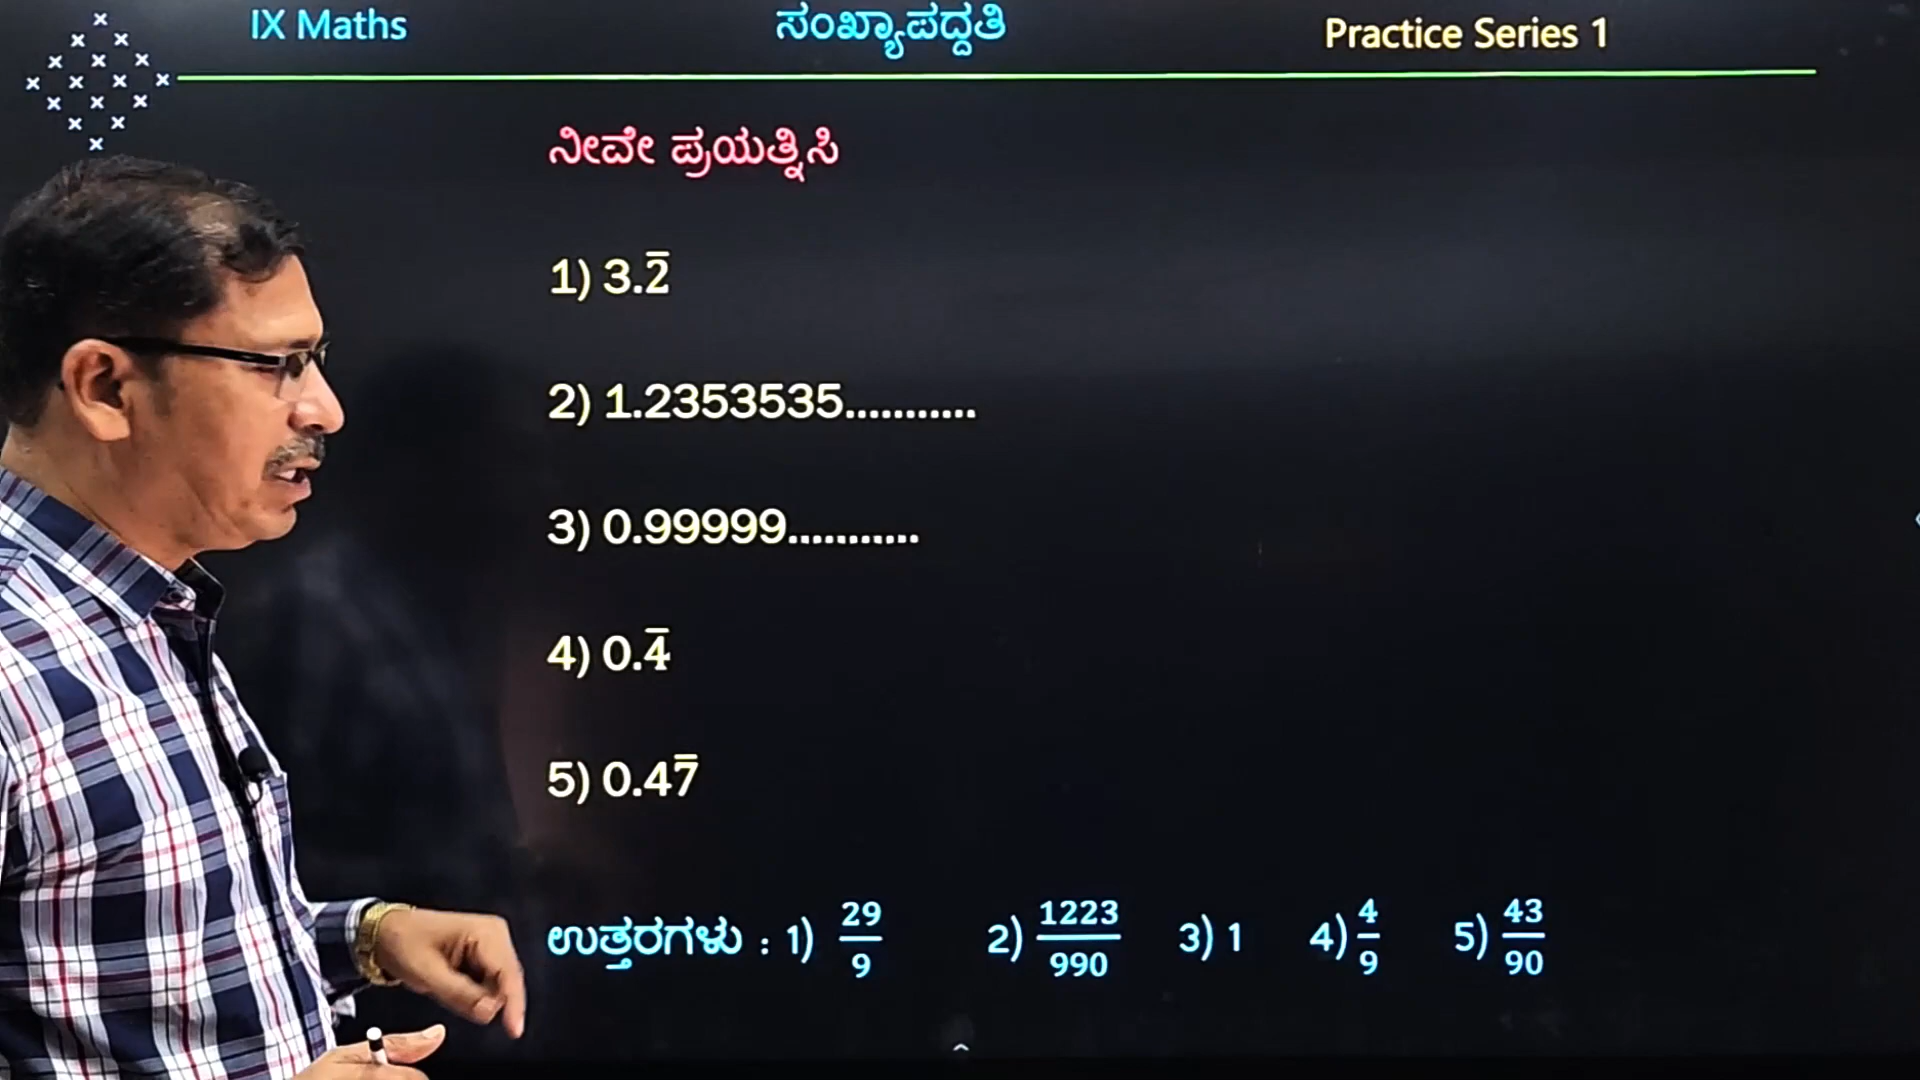 IX Maths ಸಂಖ್ಯಾಪದ್ದತಿ Practice Series 1
ನೀವೇ ಪ್ರಯತ್ನಿಸಿ
1) 3.2̅
2) 1.2353535...........
3) 0.99999...........
4) 0.4̅
5) 0.47̅
ಉತ್ತರಗಳು : 1) 29/9 2) 1223/990 3) 1 4) 4/9 5) 43/90